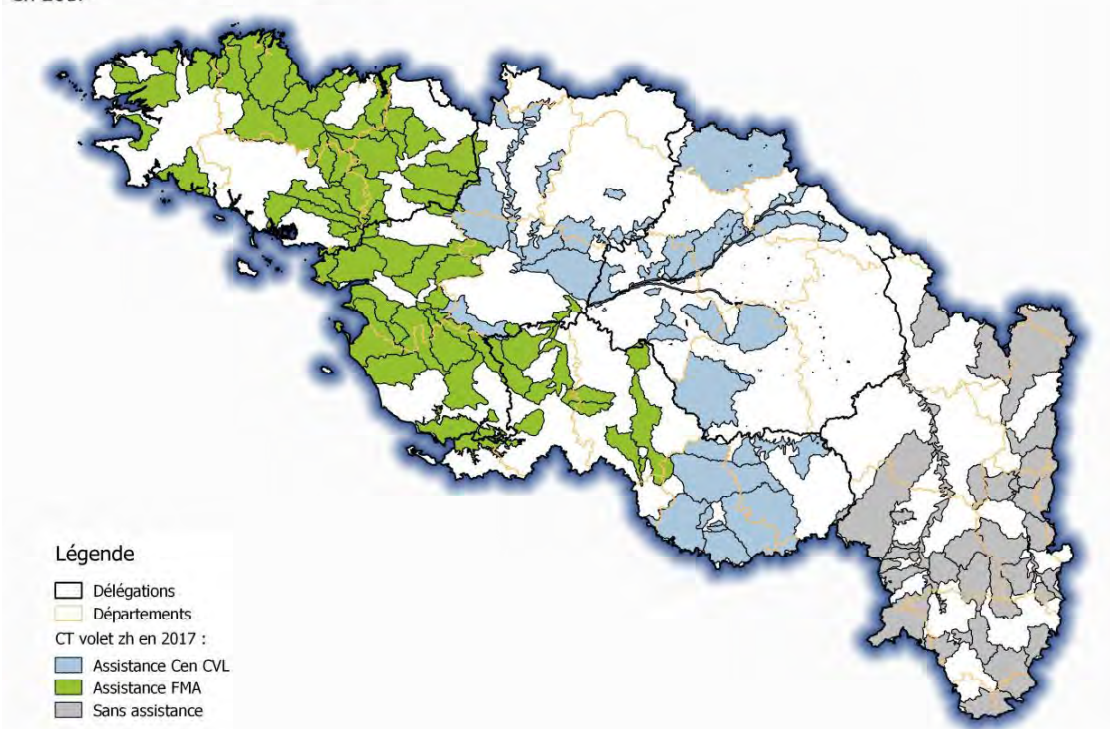 Légende
Délégations
Départements
CT volet zh en 2017 :
Assistance Cen CVL
Assistance FMA
Sans assistance